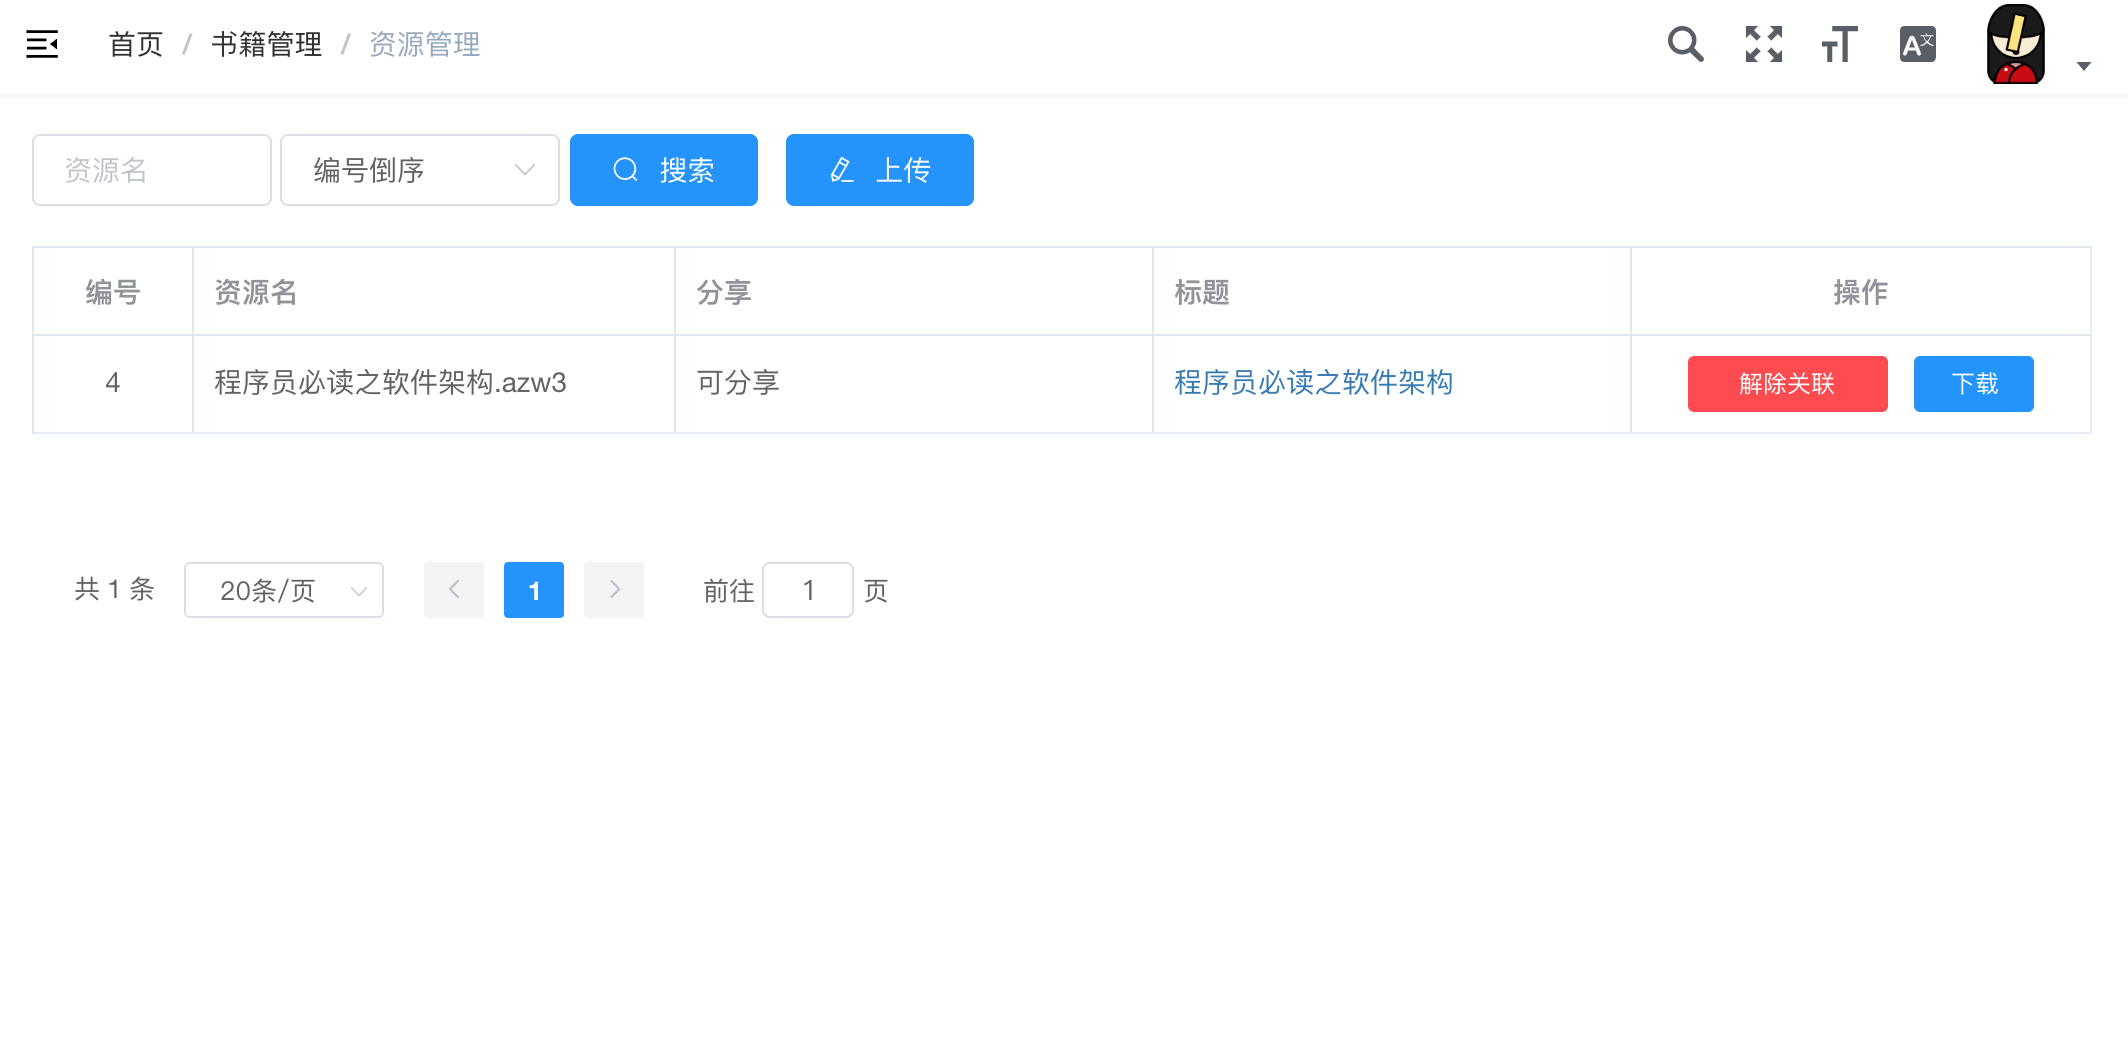 首页 / 书籍管理 / 资源管理
资源名 编号倒序 搜索 上传
编号 资源名 分享 标题 操作
4 程序员必读之软件架构.azw3 可分享 程序员必读之软件架构 解除关联 下载
共 1 条 20条/页 1 前往 1 页